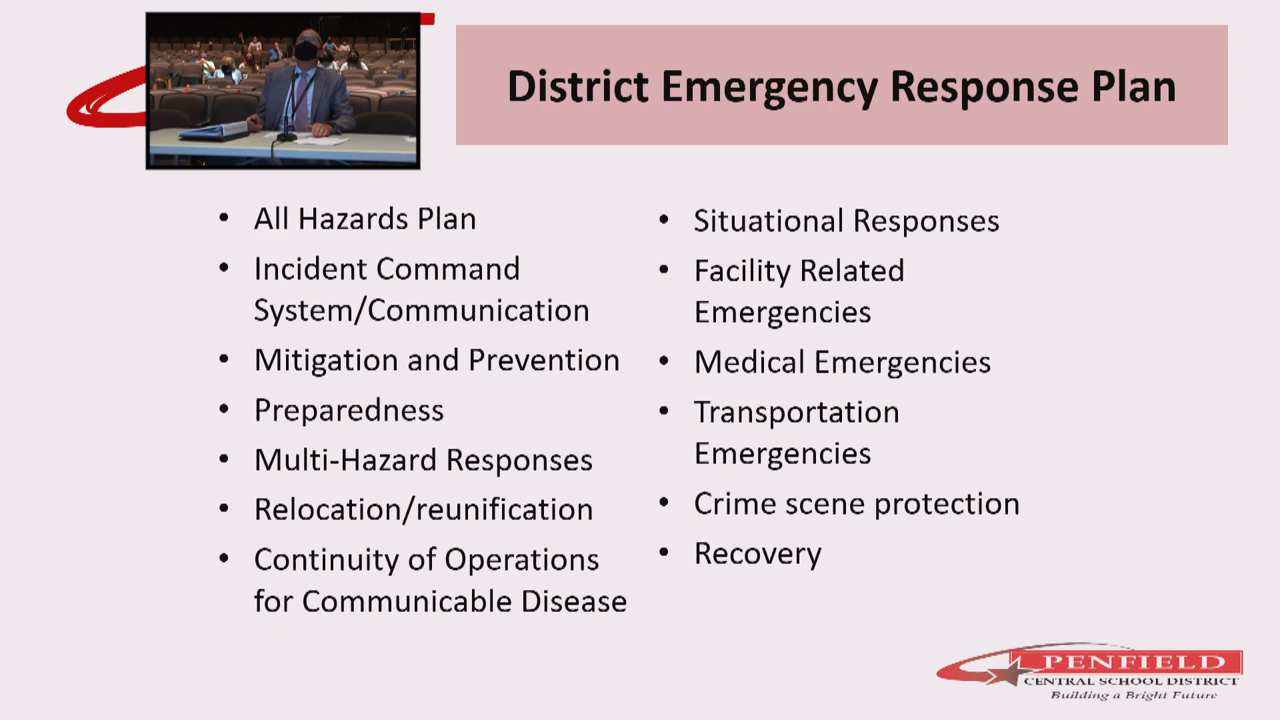 District Emergency Response Plan
• All Hazards Plan
• Incident Command
System/Communication
• Mitigation and Prevention
• Preparedness
• Multi-Hazard Responses
• Relocation/reunification
• Continuity of Operations
for Communicable Disease
• Situational Responses
• Facility Related
Emergencies
• Medical Emergencies
• Transportation
Emergencies
• Crime scene protection
• Recovery
PENFIELD
CENTRAL SCHOOL DISTRICT
Building a Bright Future